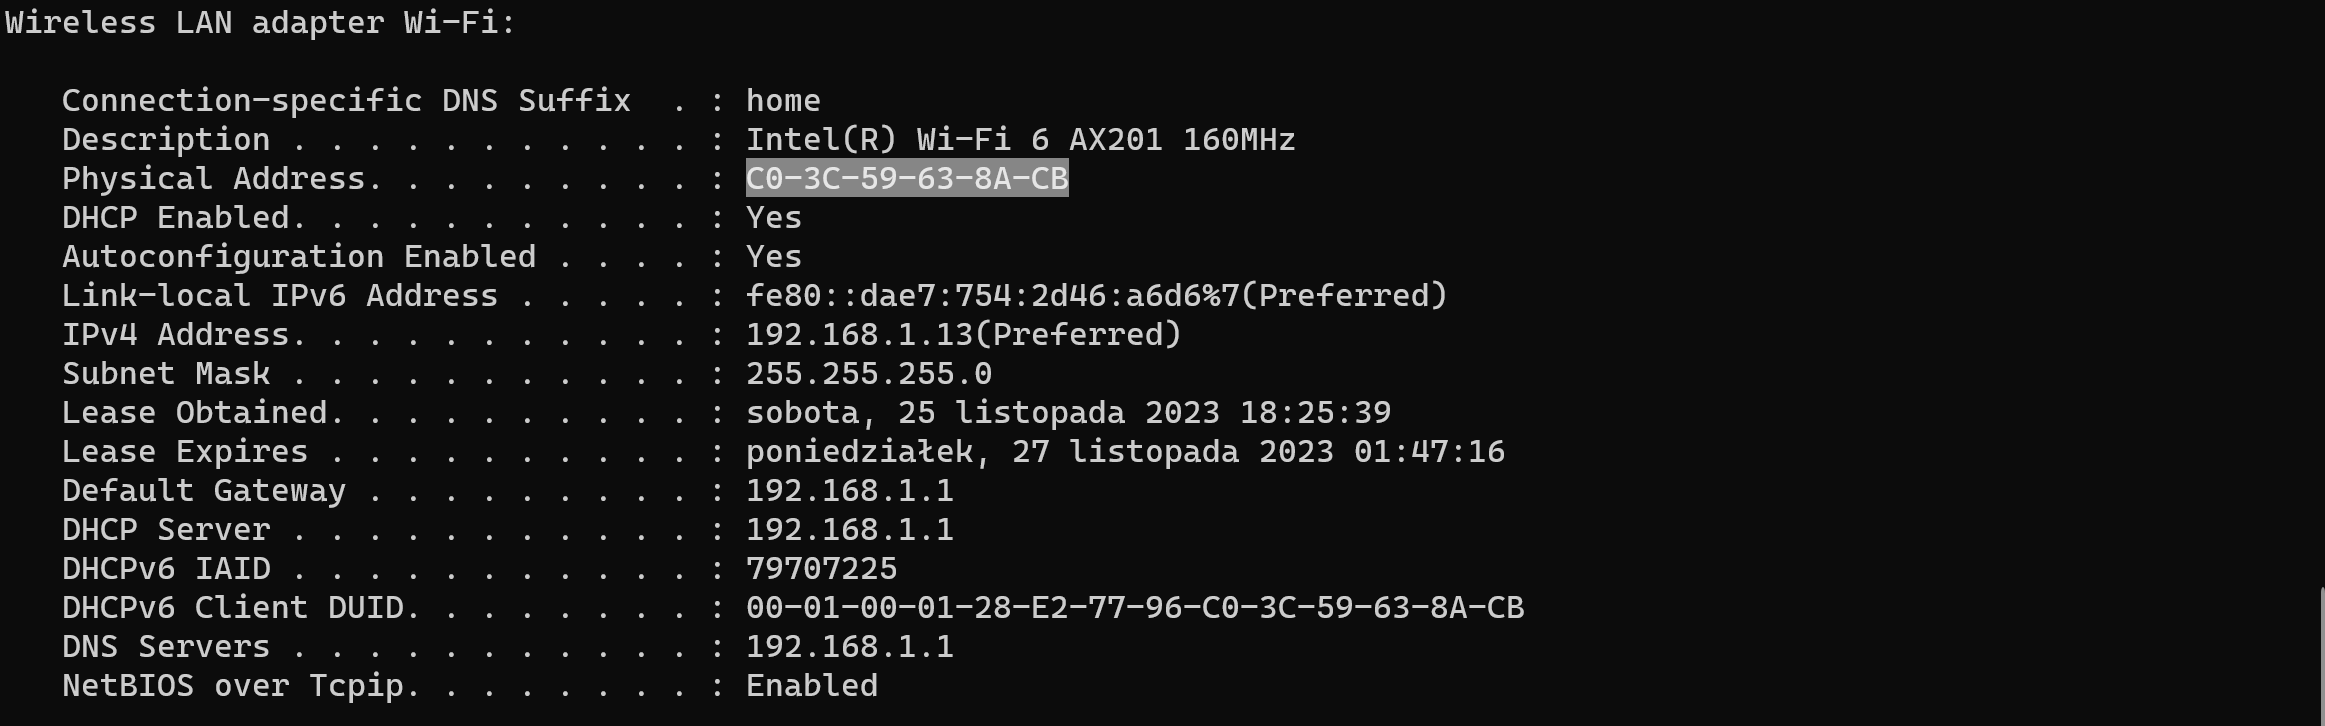 Wireless LAN adapter Wi-Fi:
Connection-specific DNS Suffix  . : home
Description . . . . . . . . . . . : Intel(R) Wi-Fi 6 AX201 160MHz
Physical Address. . . . . . . . . : C0-3C-59-63-8A-CB
DHCP Enabled. . . . . . . . . . . : Yes
Autoconfiguration Enabled . . . . : Yes
Link-local IPv6 Address . . . . . : fe80::dae7:754:2d46:a6d6%7(Preferred)
IPv4 Address. . . . . . . . . . . : 192.168.1.13(Preferred)
Subnet Mask . . . . . . . . . . . : 255.255.255.0
Lease Obtained. . . . . . . . . . : sobota, 25 listopada 2023 18:25:39
Lease Expires . . . . . . . . . . : poniedziałek, 27 listopada 2023 01:47:16
Default Gateway . . . . . . . . . : 192.168.1.1
DHCP Server . . . . . . . . . . . : 192.168.1.1
DHCPv6 IAID . . . . . . . . . . . : 79707225
DHCPv6 Client DUID. . . . . . . . : 00-01-00-01-28-E2-77-96-C0-3C-59-63-8A-CB
DNS Servers . . . . . . . . . . . : 192.168.1.1
NetBIOS over Tcpip. . . . . . . . : Enabled